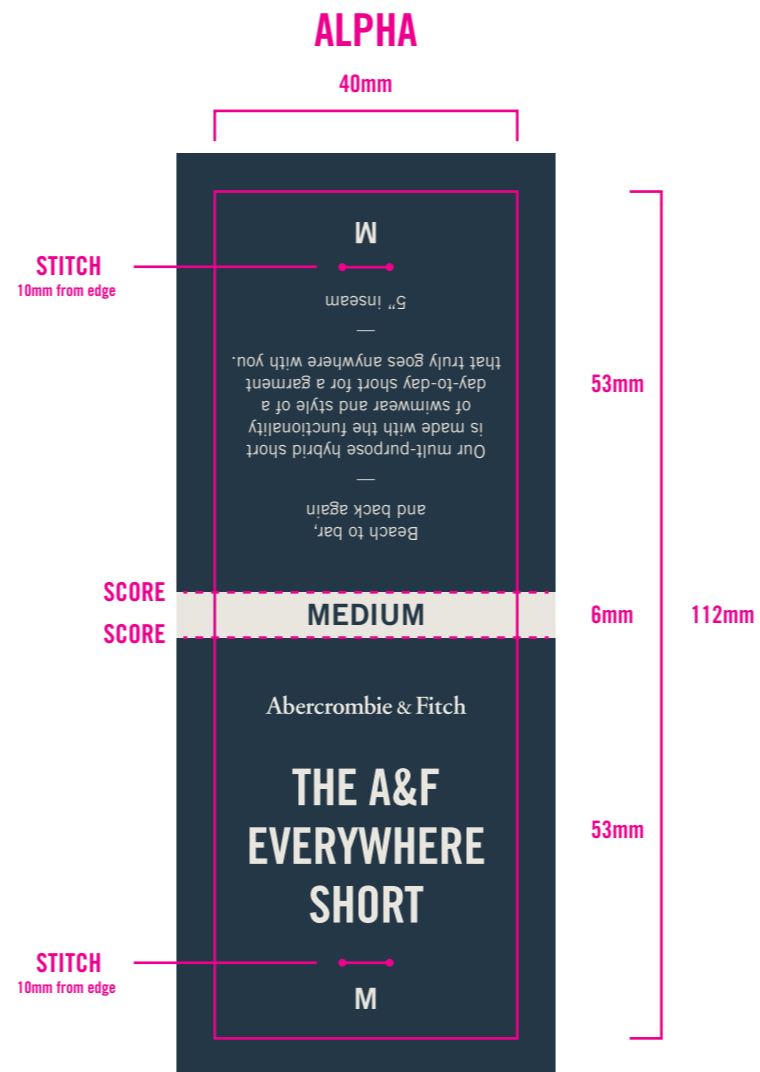 ALPHA
40mm
M
STITCH
10mm from edge
5" inseam
—
Beach to bar,
and back again
—
Our mult-purpose hybrid short
is made with the functionality
of swimwear and style of a
day-to-day short for a garment
that truly goes anywhere with you.
53mm
SCORE
MEDIUM
SCORE
6mm
112mm
Abercrombie & Fitch
THE A&F
EVERYWHERE
SHORT
53mm
STITCH
10mm from edge
M